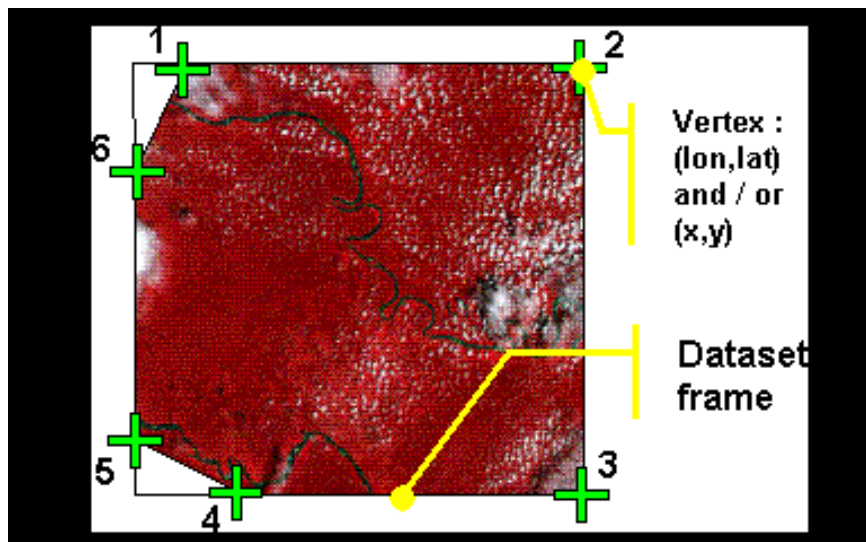 1
2
Vertex :
(lon,lat)
and / or
(x,y)
6
Dataset
frame
5
3
4